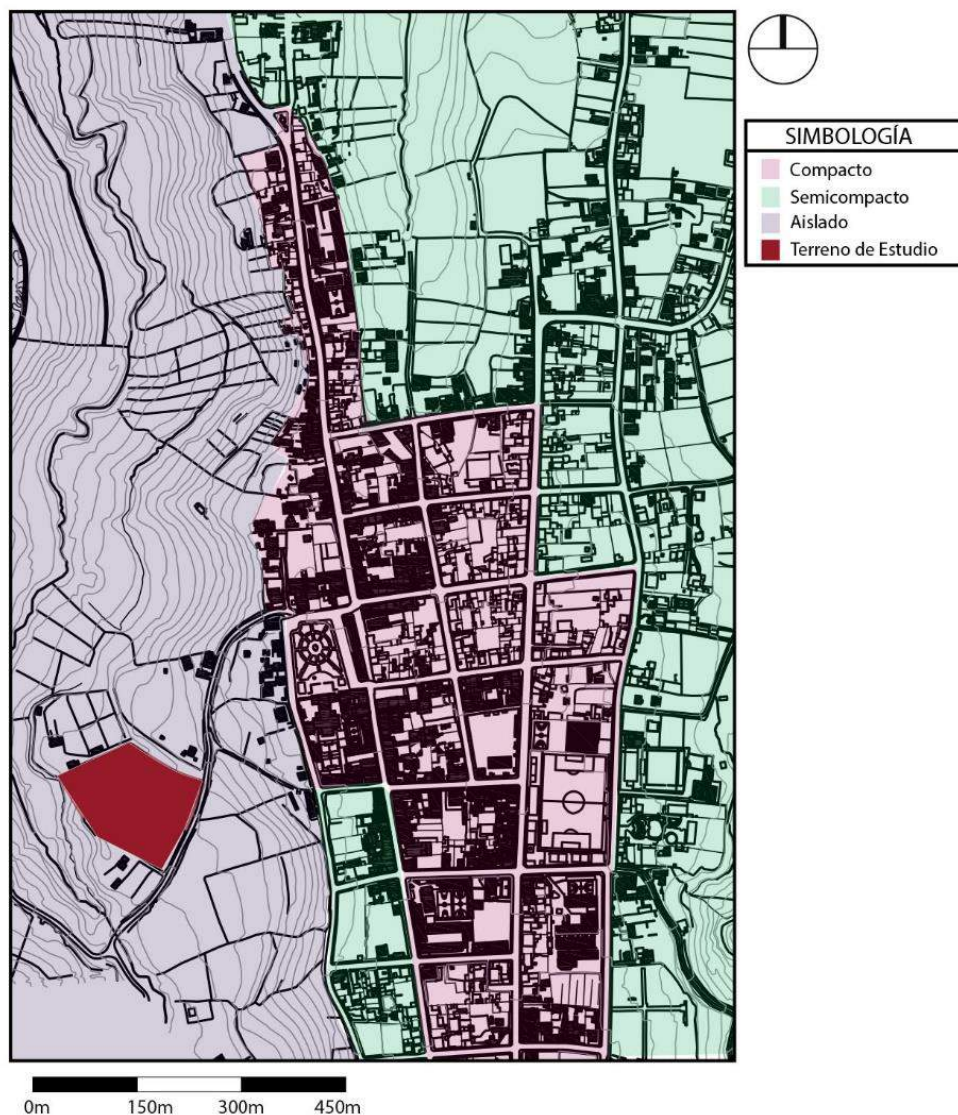 SIMBOLOGÍA
Compacto
Semicompacto
Aislado
Terreno de Estudio
0m 150m 300m 450m